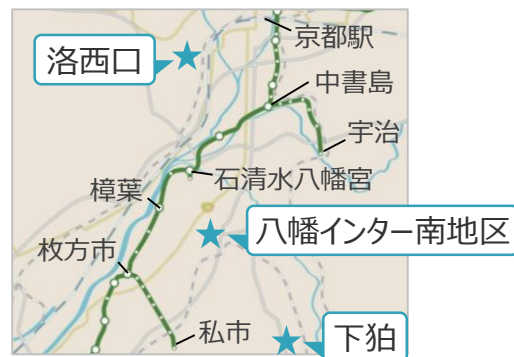 京都駅
洛西口
中書島
宇治
石清水八幡宮
樟葉
八幡インター南地区
枚方市
私市
下狛